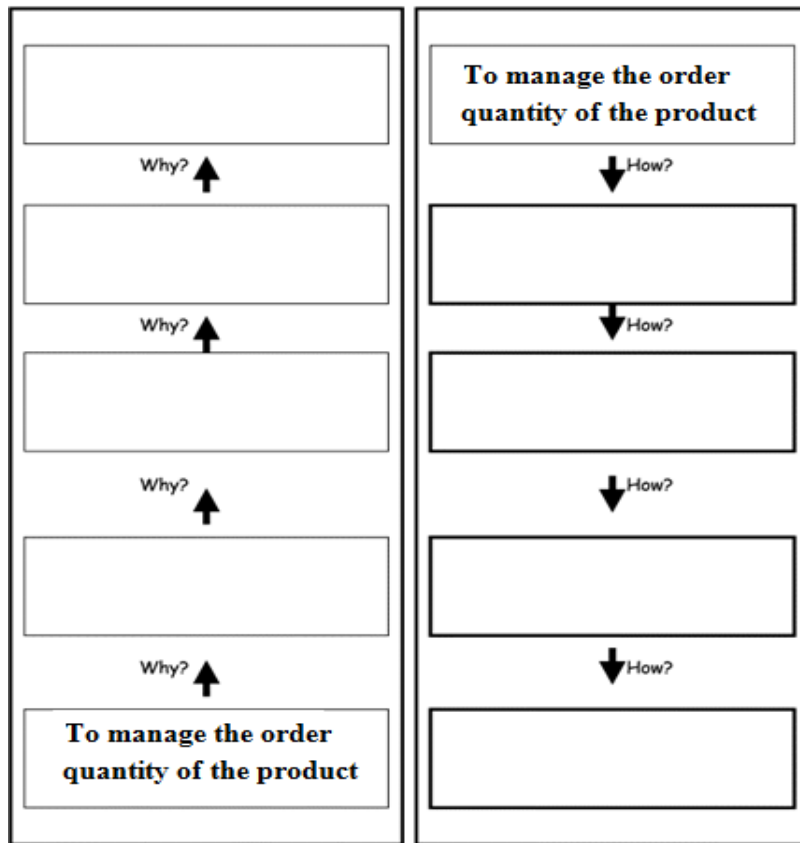 Why?
Why?
Why?
Why?
To manage the order
quantity of the product
To manage the order
quantity of the product
How?
How?
How?
How?